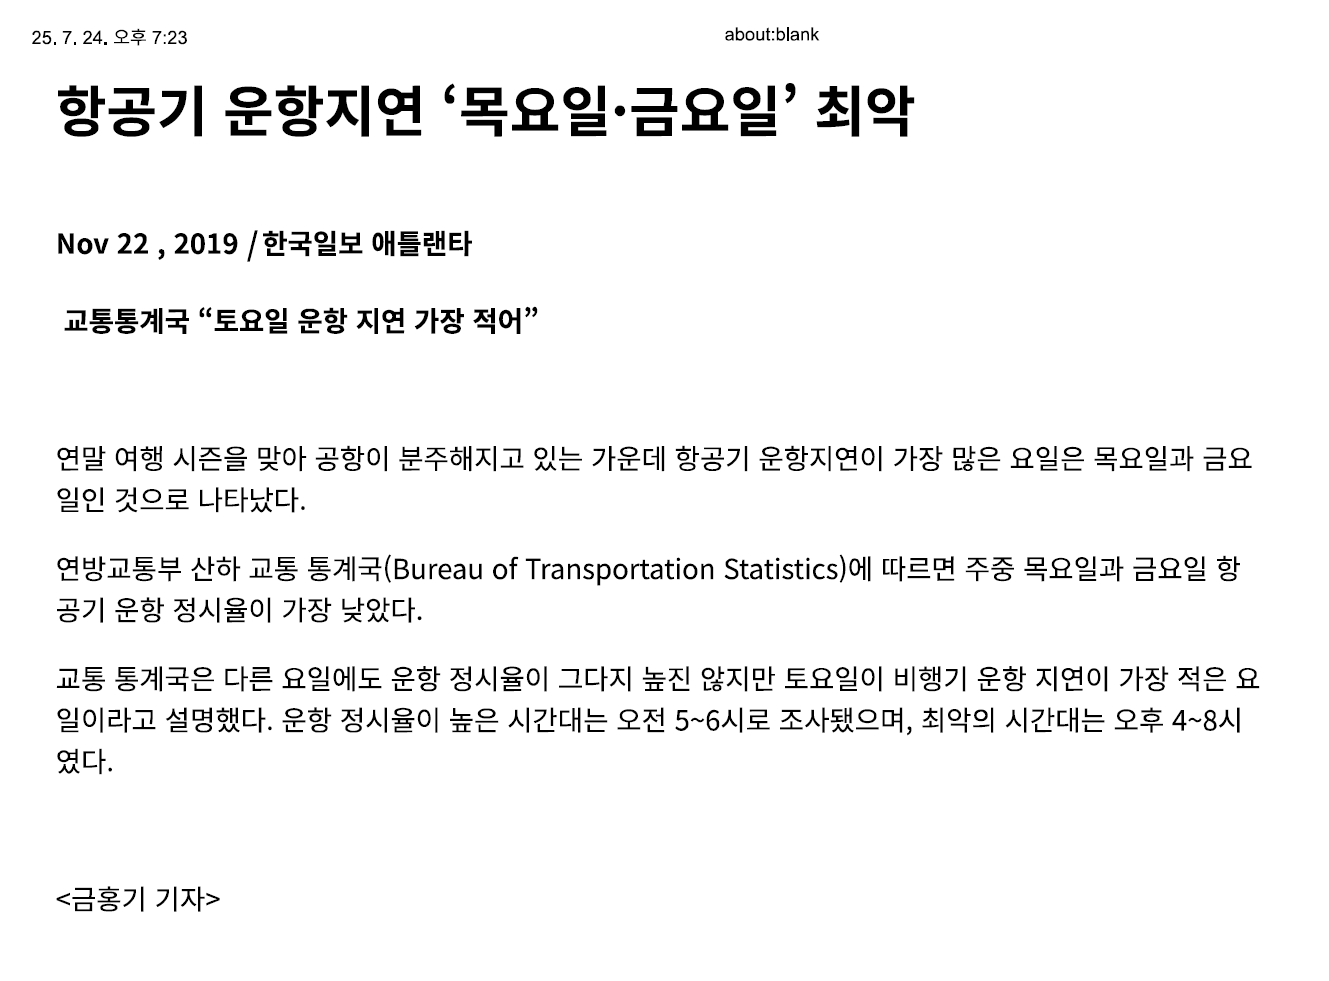 25. 7. 24. 오후 7:23
about:blank
항공기 운항지연 ‘목요일·금요일’ 최악
Nov 22 , 2019 /한국일보 애틀랜타
교통통계국 “토요일 운항 지연 가장 적어”
연말 여행 시즌을 맞아 공항이 분주해지고 있는 가운데 항공기 운항지연이 가장 많은 요일은 목요일과 금요
일인 것으로 나타났다.
연방교통부 산하 교통 통계국(Bureau of Transportation Statistics)에 따르면 주중 목요일과 금요일 항
공기 운항 정시율이 가장 낮았다.
교통 통계국은 다른 요일에도 운항 정시율이 그다지 높진 않지만 토요일이 비행기 운항 지연이 가장 적은 요
일이라고 설명했다. 운항 정시율이 높은 시간대는 오전 5~6시로 조사됐으며, 최악의 시간대는 오후 4~8시
였다.
<금홍기 기자>